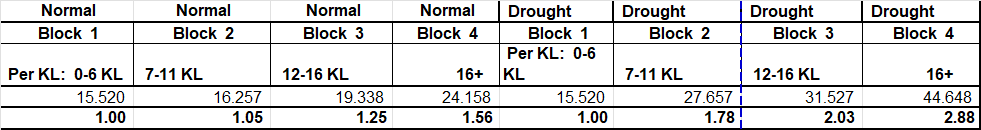 Normal Normal Normal Normal Drought Drought Drought Drought
Block 1 Block 2 Block 3 Block 4 Block 1 Block 2 Block 3 Block 4
Per KL: 0-6 KL 7-11 KL 12-16 KL 16+ Per KL: 0-6 KL 7-11 KL 12-16 KL 16+
15.520 16.257 19.338 24.158 15.520 27.657 31.527 44.648
1.00 1.05 1.25 1.56 1.00 1.78 2.03 2.88